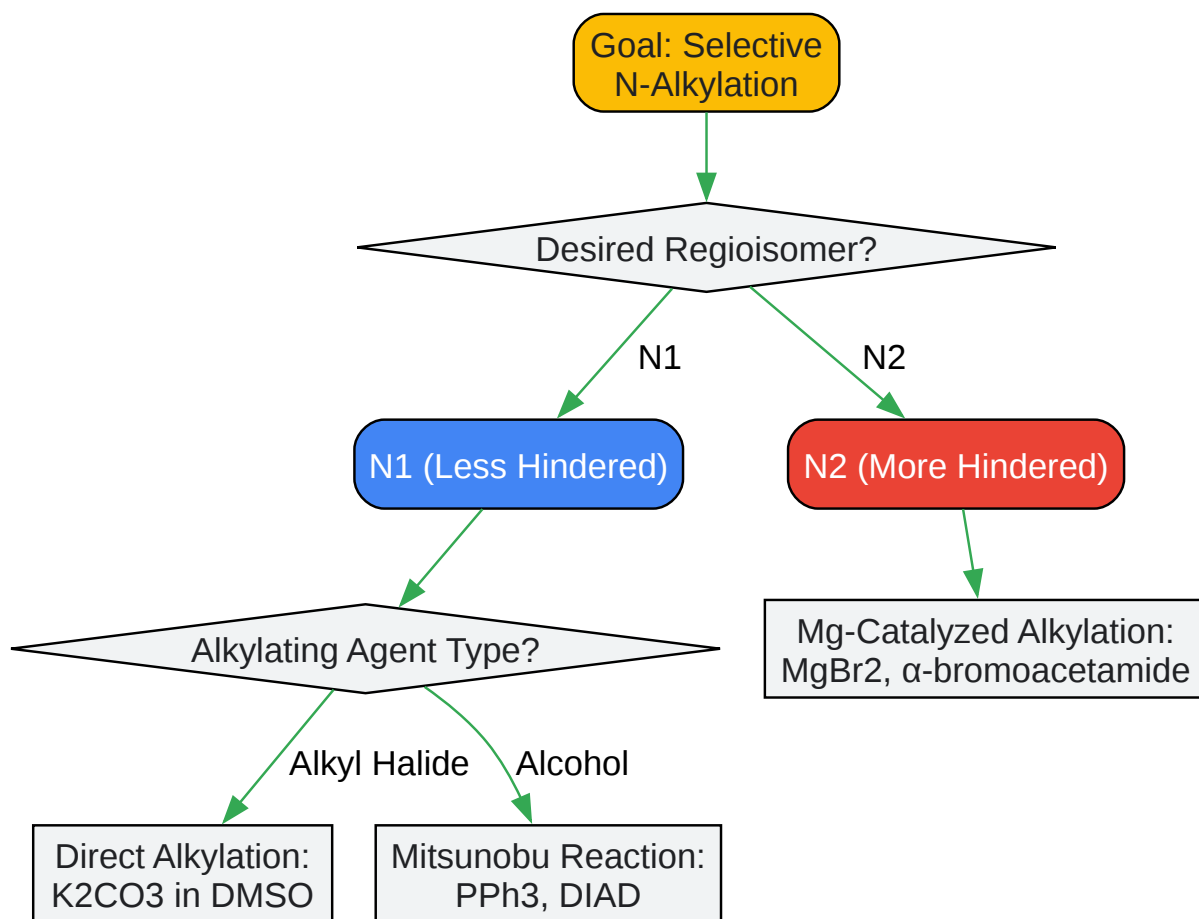 Goal: Selective
N-Alkylation
Desired Regioisomer?
N1
N2
N1 (Less Hindered)
N2 (More Hindered)
Alkylating Agent Type?
Mg-Catalyzed Alkylation:
MgBr2, α-bromoacetamide
Alkyl Halide
Alcohol
Direct Alkylation:
K2CO3 in DMSO
Mitsunobu Reaction:
PPh3, DIAD